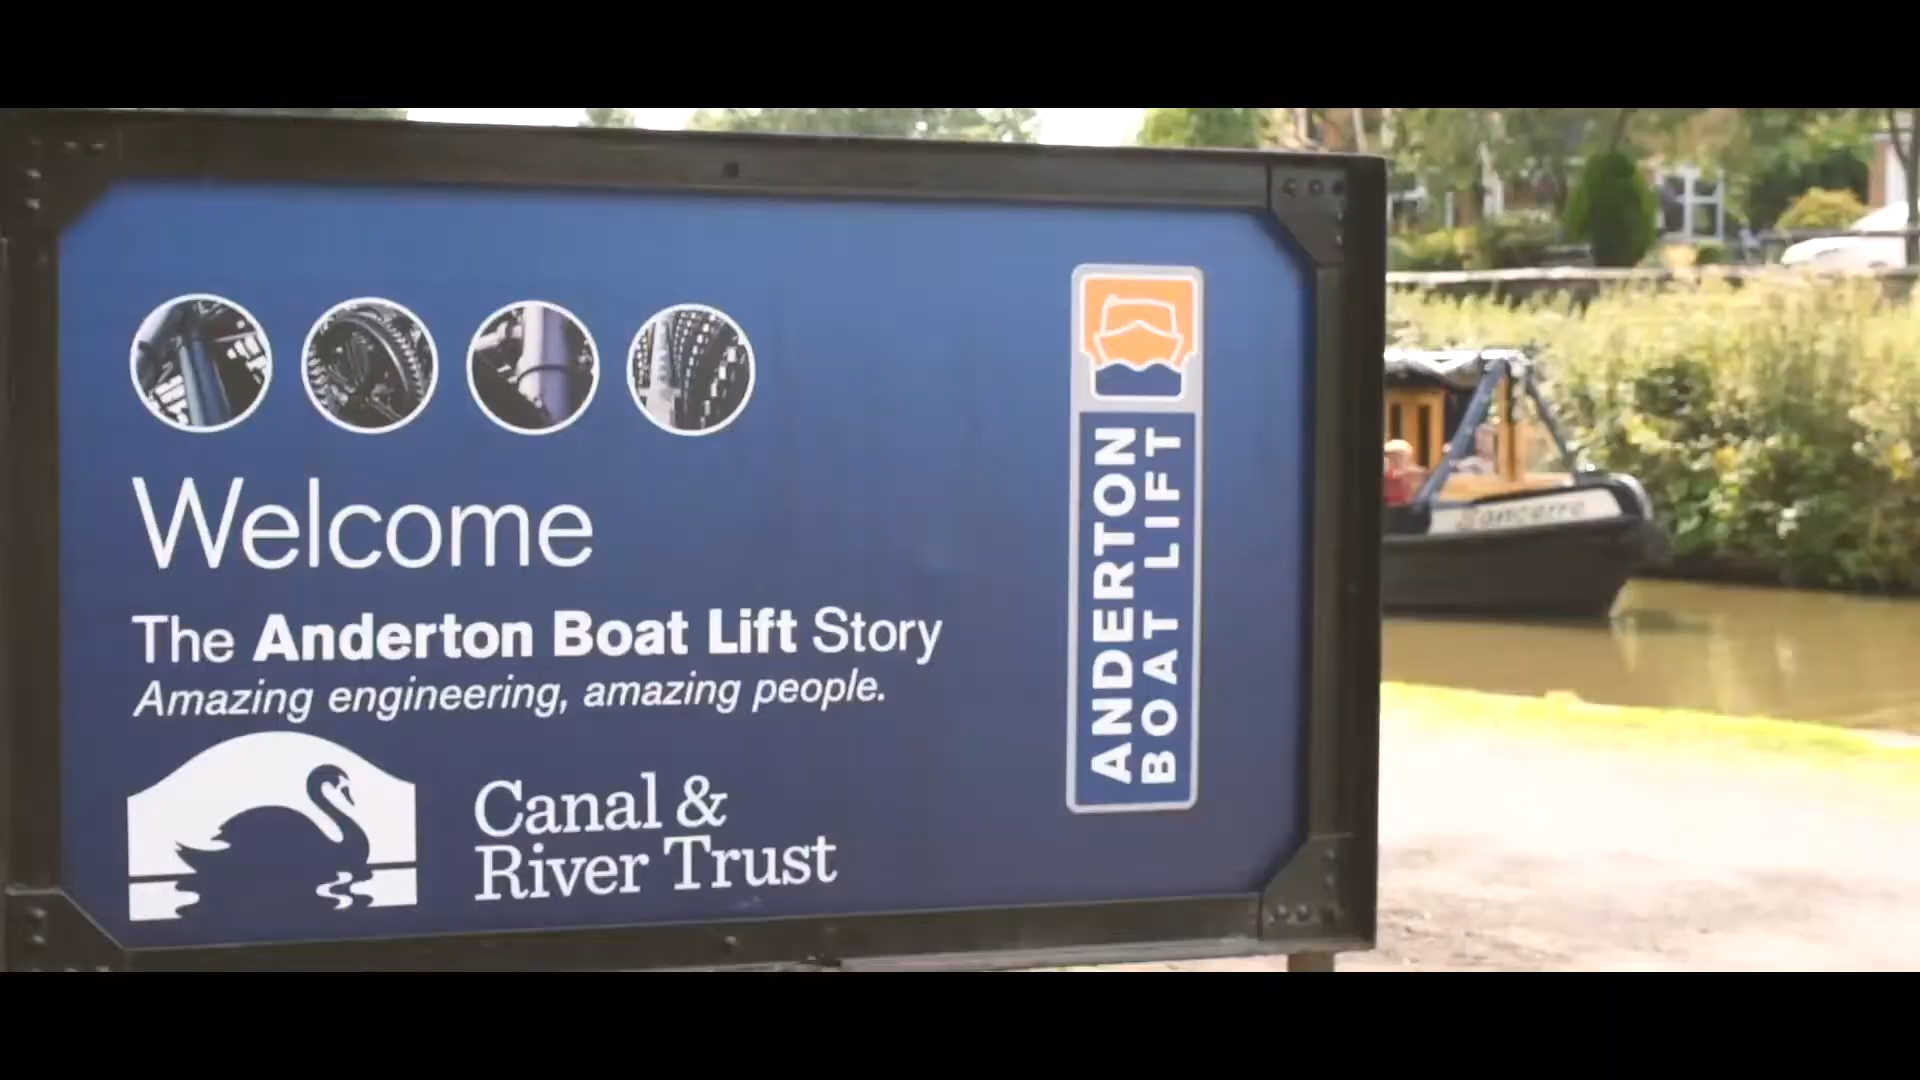 Welcome
The Anderton Boat Lift Story
Amazing engineering, amazing people.
Canal &
River Trust
ANDERTON
BOAT LIFT